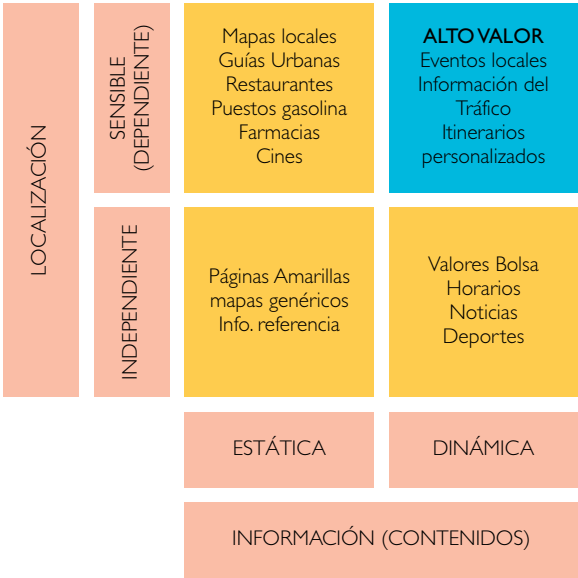 LOCALIZACIÓN
SENSIBLE
(DEPENDIENTE)
Mapas locales
Guías Urbanas
Restaurantes
Puestos gasolina
Farmacias
Cines
ALTO VALOR
Eventos locales
Información del
Tráfico
Itinerarios
personalizados
INDEPENDIENTE
Páginas Amarillas
mapas genéricos
Info. referencia
Valores Bolsa
Horarios
Noticias
Deportes
ESTÁTICA
DINÁMICA
INFORMACIÓN (CONTENIDOS)